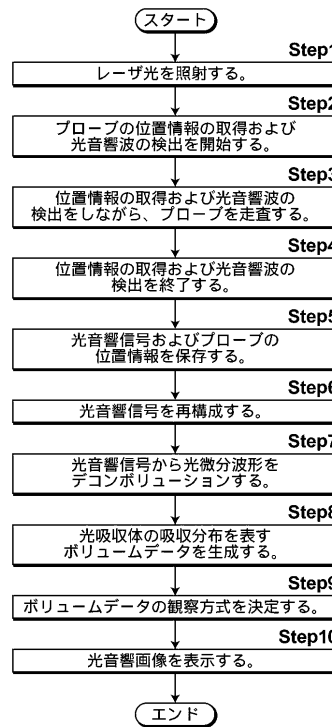 スタート
Step1
レーザ光を照射する。
Step2
プローブの位置情報の取得および
光音響波の検出を開始する。
Step3
位置情報の取得および光音響波の
検出をしながら、プローブを走査する。
Step4
位置情報の取得および光音響波の
検出を終了する。
Step5
光音響信号およびプローブの
位置情報を保存する。
Step6
光音響信号を再構成する。
Step7
光音響信号から光微分波形を
デコンボリューションする。
Step8
光吸収体の吸収分布を表す
ボリュームデータを生成する。
Step9
ボリュームデータの観察方式を決定する。
Step10
光音響画像を表示する。
エンド